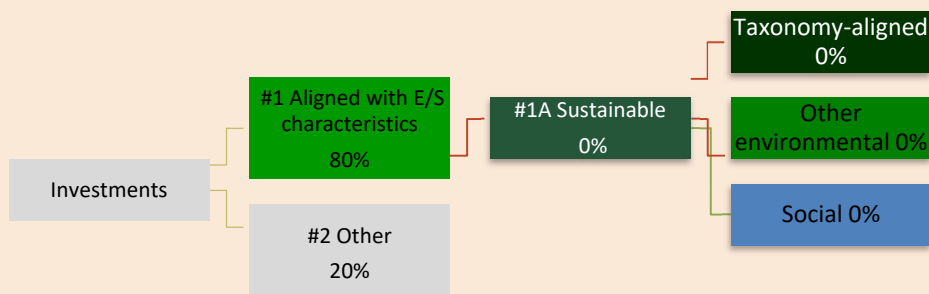 Investments
#1 Aligned with E/S
characteristics
80%
#2 Other
20%
#1A Sustainable
0%
Taxonomy-aligned
0%
Other
environmental 0%
Social 0%